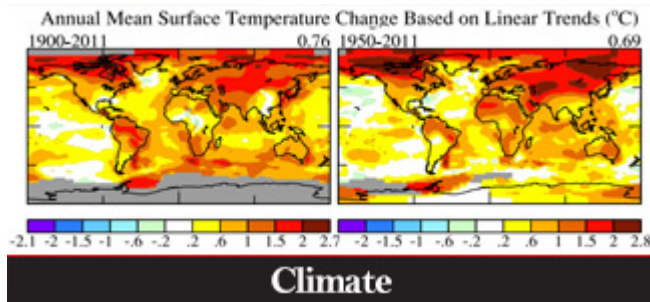 Annual Mean Surface Temperature Change Based on Linear Trends (°C)
1900-2011 0.76 1950-2011 0.69
-2.1 -2 -1.5 -1 -.6 -.2 .2 .6 1 1.5 2 2.7 -1.7 -2 -1.5 -1 -.6 -.2 .2 .6 1 1.5 2 2.8
Climate